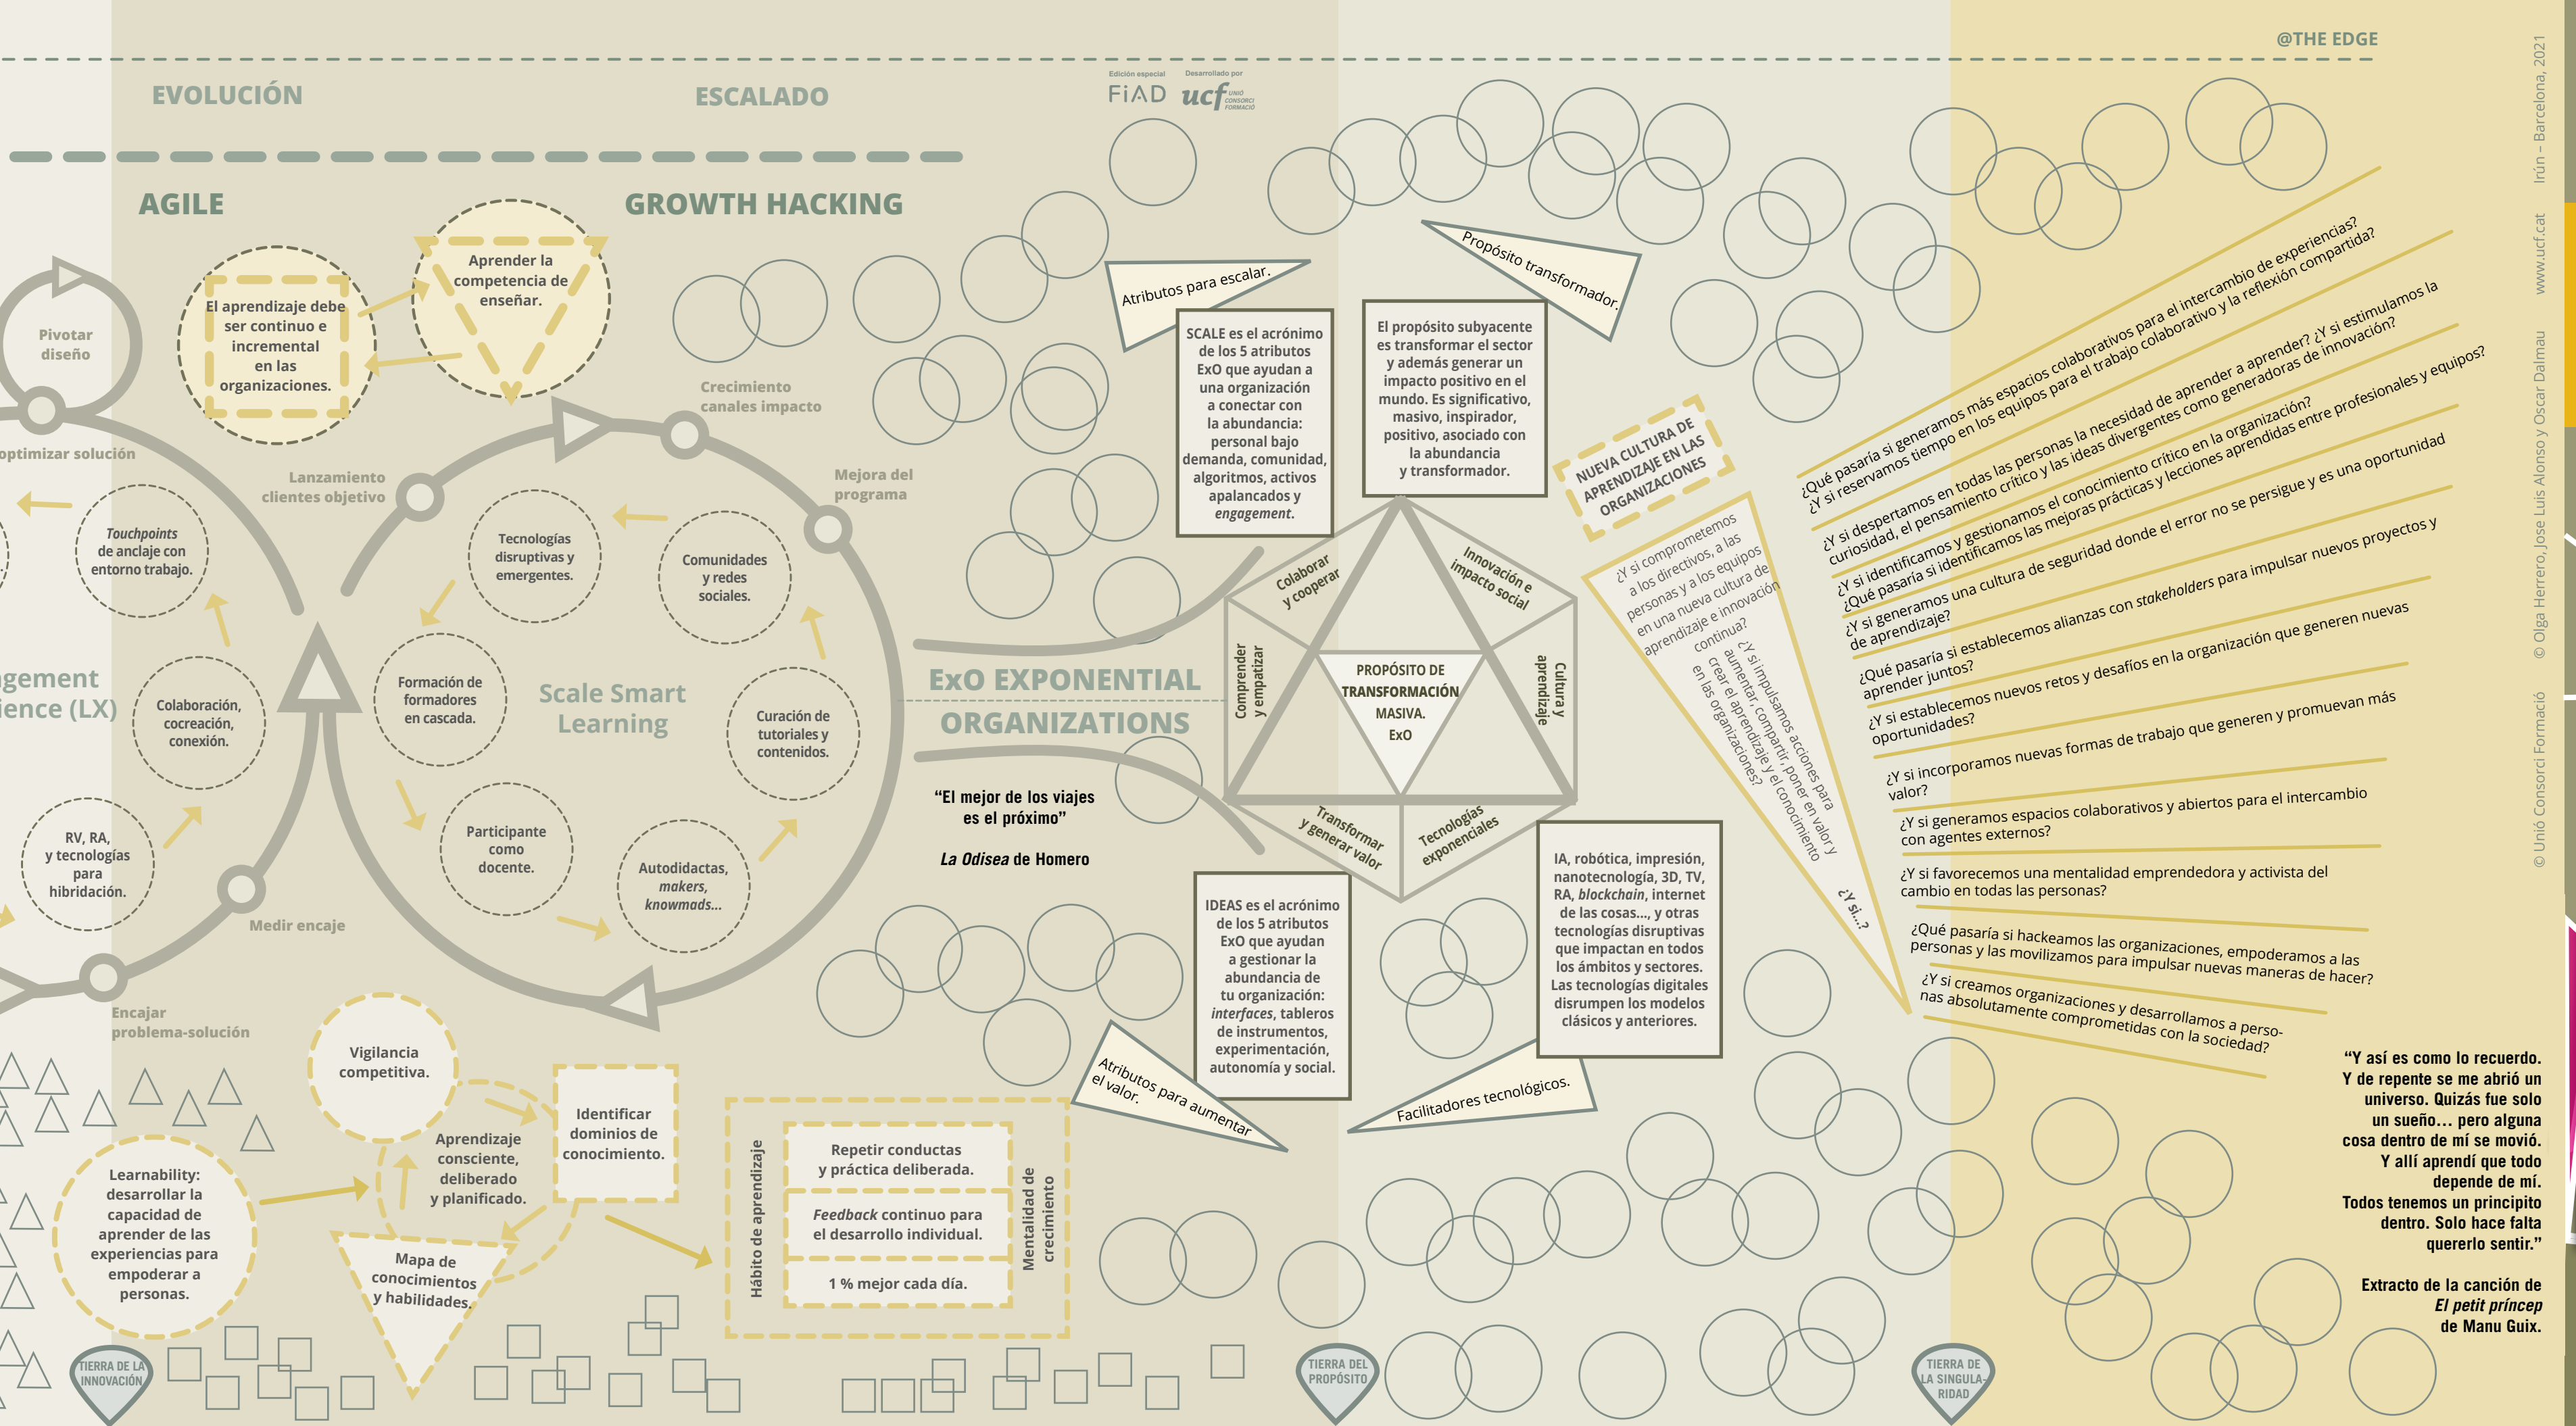 @THE EDGE
EVOLUCIÓN
ESCALADO
Edición especial
FiAD
Desarrollado por
ucf UNIÓ
CONSORCI
FORMACIÓ
AGILE
GROWTH HACKING
Pivotar
diseño
optimizar solución
El aprendizaje debe
ser continuo e
incremental
en las
organizaciones.
Aprender la
competencia de
enseñar.
Crecimiento
canales impacto
Lanzamiento
clientes objetivo
Mejora del
programa
Touchpoints
de anclaje con
entorno trabajo.
Colaboración,
cocreación,
conexión.
RV, RA,
y tecnologías
para
hibridación.
gement
ience (LX)
Medir encaje
Encajar
problema-solución
Tecnologías
disruptivas y
emergentes.
Comunidades
y redes
sociales.
Formación de
formadores
en cascada.
Scale Smart
Learning
Curación de
tutoriales y
contenidos.
Participante
como
docente.
Autodidactas,
makers,
knowmads...
ExO EXPONENTIAL
ORGANIZATIONS
“El mejor de los viajes
es el próximo”
La Odisea de Homero
Atributos para escalar.
SCALE es el acrónimo
de los 5 atributos
ExO que ayudan a
una organización
a conectar con
la abundancia:
personal bajo
demanda, comunidad,
algoritmos, activos
apalancados y
engagement.
Propósito transformador.
El propósito subyacente
es transformar el sector
y además generar un
impacto positivo en el
mundo. Es significativo,
masivo, inspirador,
positivo, asociado con
la abundancia
y transformador.
Colaborar
y cooperar
Innovación e
impacto social
Comprender
y empatizar
Cultura y
aprendizaje
PROPÓSITO DE
TRANSFORMACIÓN
MASIVA.
ExO
Transformar
y generar valor
Tecnologías
exponenciales
IDEAS es el acrónimo
de los 5 atributos
ExO que ayudan
a gestionar la
abundancia de
tu organización:
interfaces, tableros
de instrumentos,
experimentación,
autonomía y social.
Atributos para aumentar
el valor.
IA, robótica, impresión,
nanotecnología, 3D, TV,
RA, blockchain, internet
de las cosas..., y otras
tecnologías disruptivas
que impactan en todos
los ámbitos y sectores.
Las tecnologías digitales
disrumpen los modelos
clásicos y anteriores.
Facilitadores tecnológicos.
NUEVA CULTURA DE
APRENDIZAJE EN LAS
ORGANIZACIONES
¿Y si comprometemos
a los directivos, a las
personas y a los equipos
en una nueva cultura de
aprendizaje e innovación
continua?
¿Y si impulsamos acciones para
aumentar, compartir, poner en valor y
crear el aprendizaje y el conocimiento
en las organizaciones?
¿Y si...?
¿Qué pasaría si generamos más espacios colaborativos para el intercambio de experiencias?
¿Y si reservamos tiempo en los equipos para el trabajo colaborativo y la reflexión compartida?
¿Y si despertamos en todas las personas la necesidad de aprender a aprender? ¿Y si estimulamos la
curiosidad, el pensamiento crítico y las ideas divergentes como generadoras de innovación?
¿Y si identificamos y gestionamos el conocimiento crítico en la organización?
¿Qué pasaría si identificamos las mejores prácticas y lecciones aprendidas entre profesionales y equipos?
¿Y si generamos una cultura de seguridad donde el error no se persigue y es una oportunidad
de aprendizaje?
¿Qué pasaría si establecemos alianzas con stakeholders para impulsar nuevos proyectos y
aprender juntos?
¿Y si establecemos nuevos retos y desafíos en la organización que generen nuevas
oportunidades?
¿Y si incorporamos nuevas formas de trabajo que generen y promuevan más
valor?
¿Y si generamos espacios colaborativos y abiertos para el intercambio
con agentes externos?
¿Y si favorecemos una mentalidad emprendedora y activista del
cambio en todas las personas?
¿Qué pasaría si hackeamos las organizaciones, empoderamos a las
personas y las movilizamos para impulsar nuevas maneras de hacer?
¿Y si creamos organizaciones y desarrollamos a perso-
nas absolutamente comprometidas con la sociedad?
“Y así es como lo recuerdo.
Y de repente se me abrió un
universo. Quizás fue solo
un sueño... pero alguna
cosa dentro de mí se movió.
Y allí aprendí que todo
depende de mí.
Todos tenemos un principito
dentro. Solo hace falta
quererlo sentir.”
Extracto de la canción de
El petit príncep
de Manu Guix.
Vigilancia
competitiva.
Identificar
dominios de
conocimiento.
Aprendizaje
consciente,
deliberado
y planificado.
Learnability:
desarrollar la
capacidad de
aprender de las
experiencias para
empoderar a
personas.
Mapa de
conocimientos
y habilidades.
Hábito de aprendizaje
Repetir conductas
y práctica deliberada.
Feedback continuo para
el desarrollo individual.
1 % mejor cada día.
Mentalidad de
crecimiento
TIERRA DE LA
INNOVACIÓN
TIERRA DEL
PROPÓSITO
TIERRA DE
LA SINGULA-
RIDAD
© Unió Consorci Formació © Olga Herrero, Jose Luis Alonso y Oscar Dalmau www.ucf.cat Irún – Barcelona, 2021